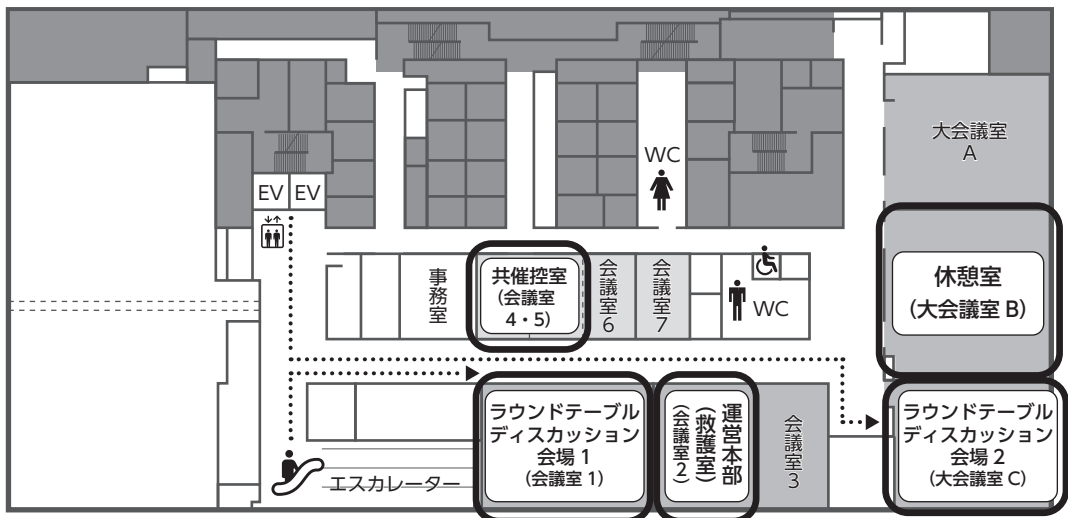 大会議室
A
WC
EV
EV
事務室
共催控室
(会議室
4・5)
会議室6
会議室7
WC
休憩室
(大会議室 B)
ラウンドテーブル
ディスカッション
会場 1
(会議室 1)
運営本部
(救護室)
(会議室2)
会議室3
ラウンドテーブル
ディスカッション
会場 2
(大会議室 C)
エスカレーター